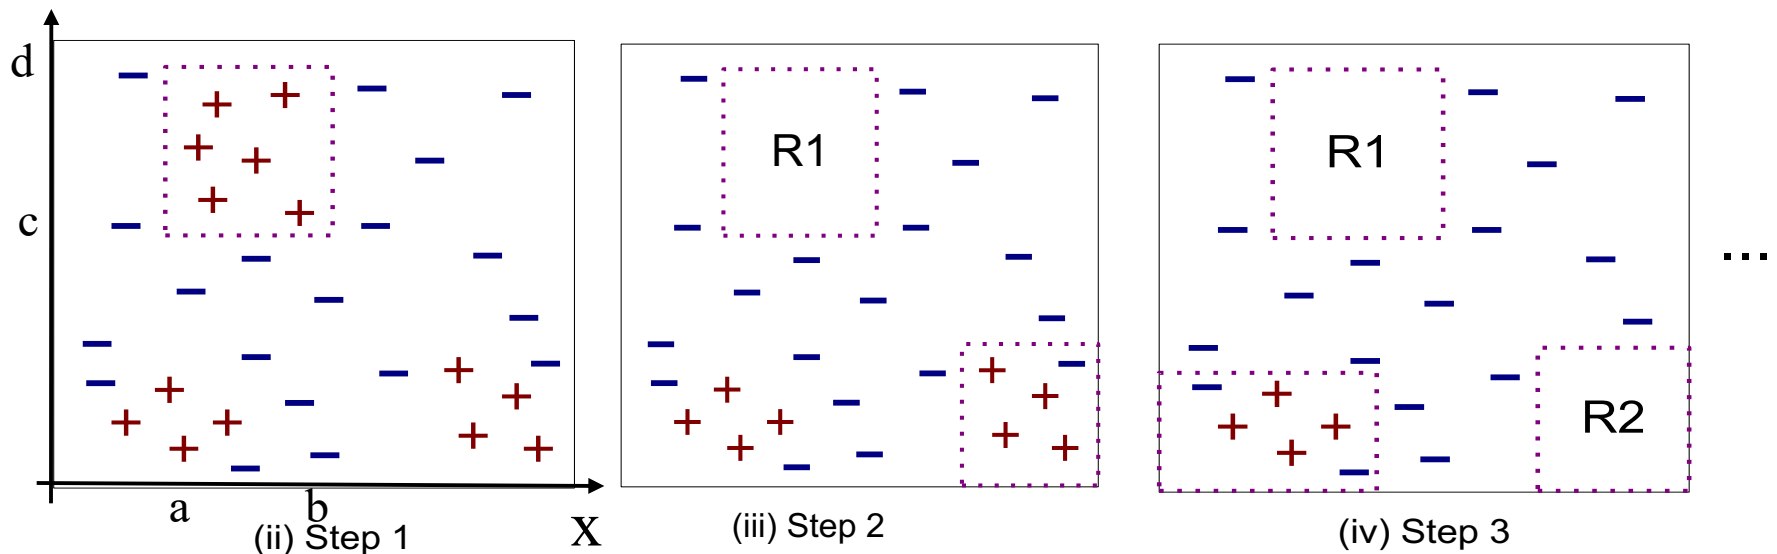 d
c
a
b
X
(ii) Step 1
R1
(iii) Step 2
R1
R2
(iv) Step 3
...